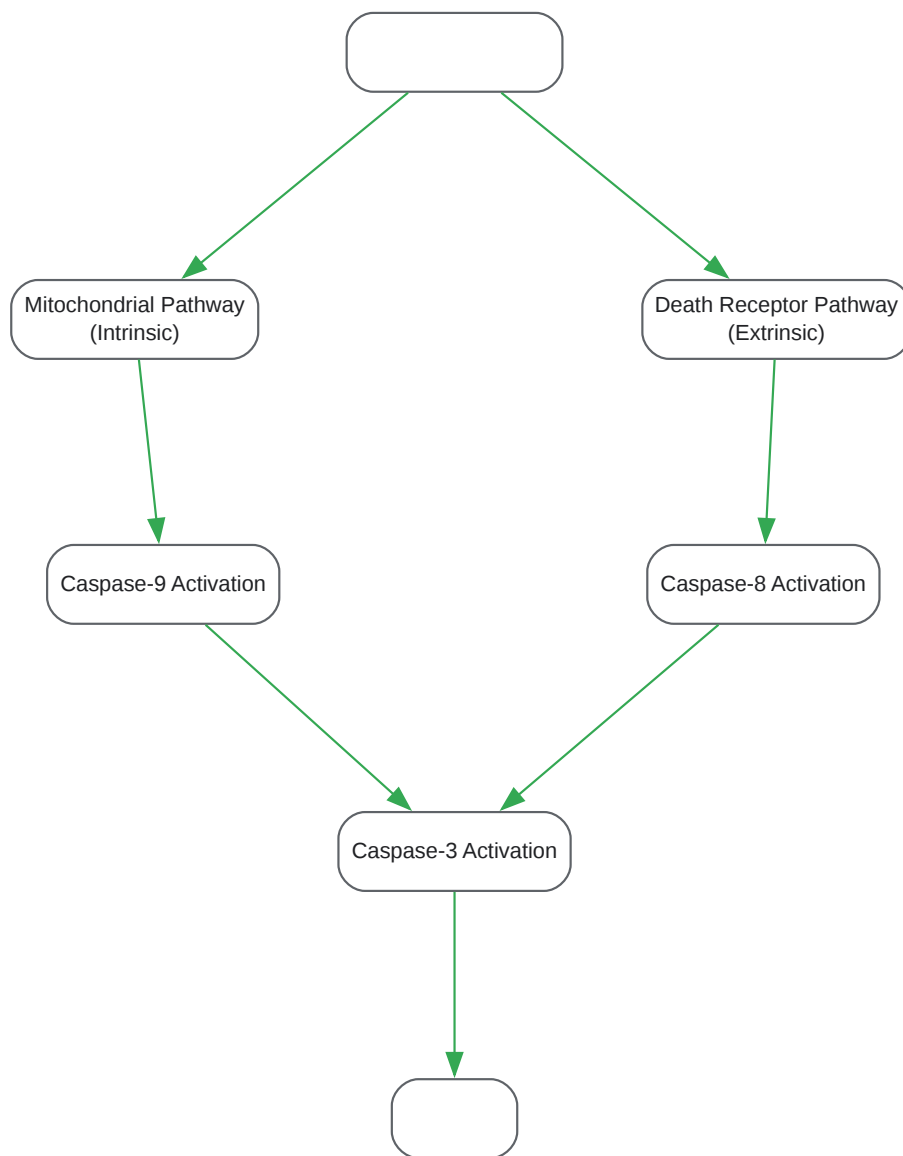 Mitochondrial Pathway
(Intrinsic)
Death Receptor Pathway
(Extrinsic)
Caspase-9 Activation
Caspase-8 Activation
Caspase-3 Activation